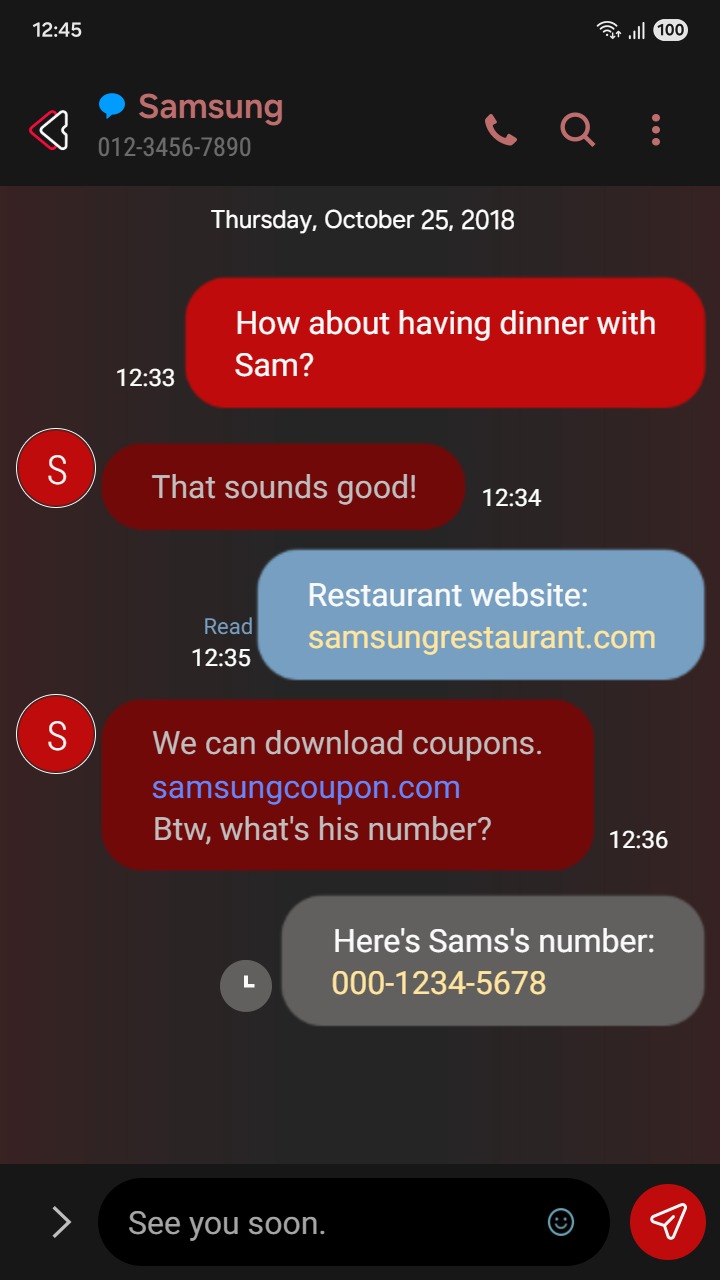 12:45
100
Samsung
012-3456-7890
Thursday, October 25, 2018
How about having dinner with
Sam?
12:33
S
That sounds good!
12:34
Restaurant website:
samsungrestaurant.com
Read
12:35
S
We can download coupons.
samsungcoupon.com
Btw, what's his number?
12:36
Here's Sams's number:
000-1234-5678
See you soon.